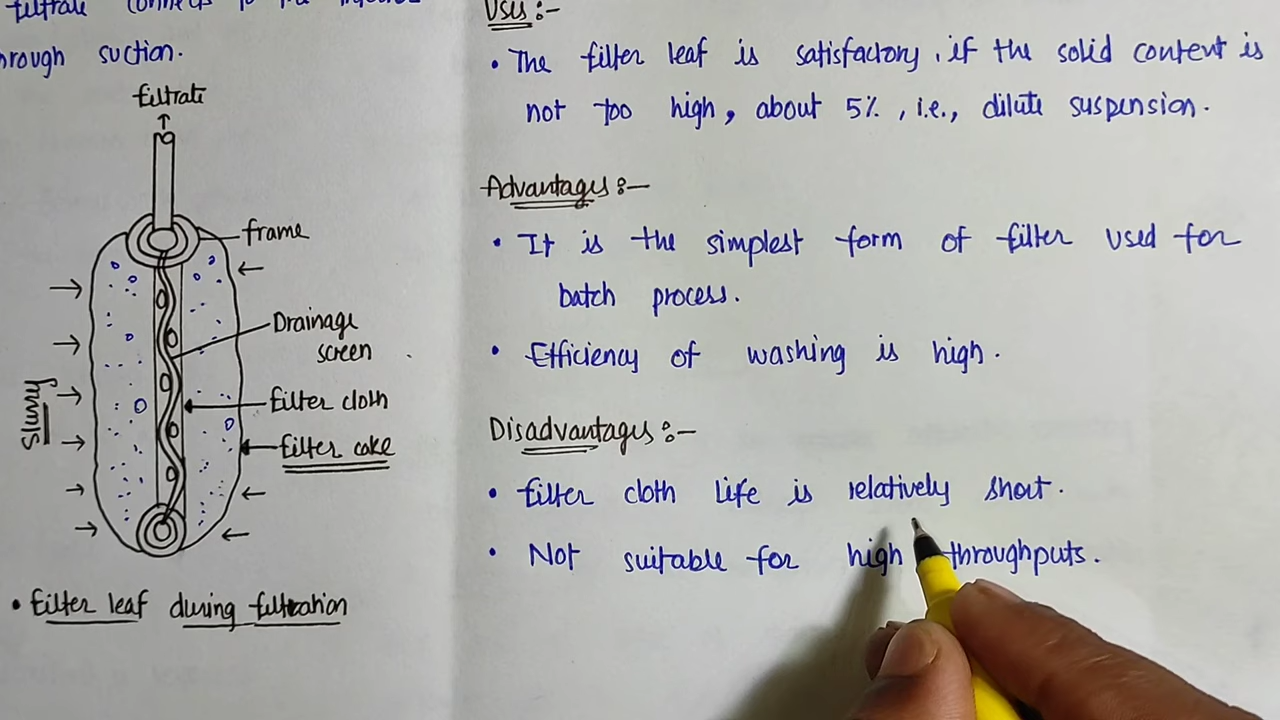 filtrate connects to the
through suction.
filtrate
frame
Drainage
screen
filter cloth
filter cake
Slurry
• filter leaf during filtration
Uses :-
• The filter leaf is satisfactory, if the solid content is
not too high, about 5%, i.e., dilute suspension.
Advantages :-
• It is the simplest form of filter used for
batch process.
• Efficiency of washing is high.
Disadvantages :-
• filter cloth life is relatively short.
• Not suitable for high throughputs.